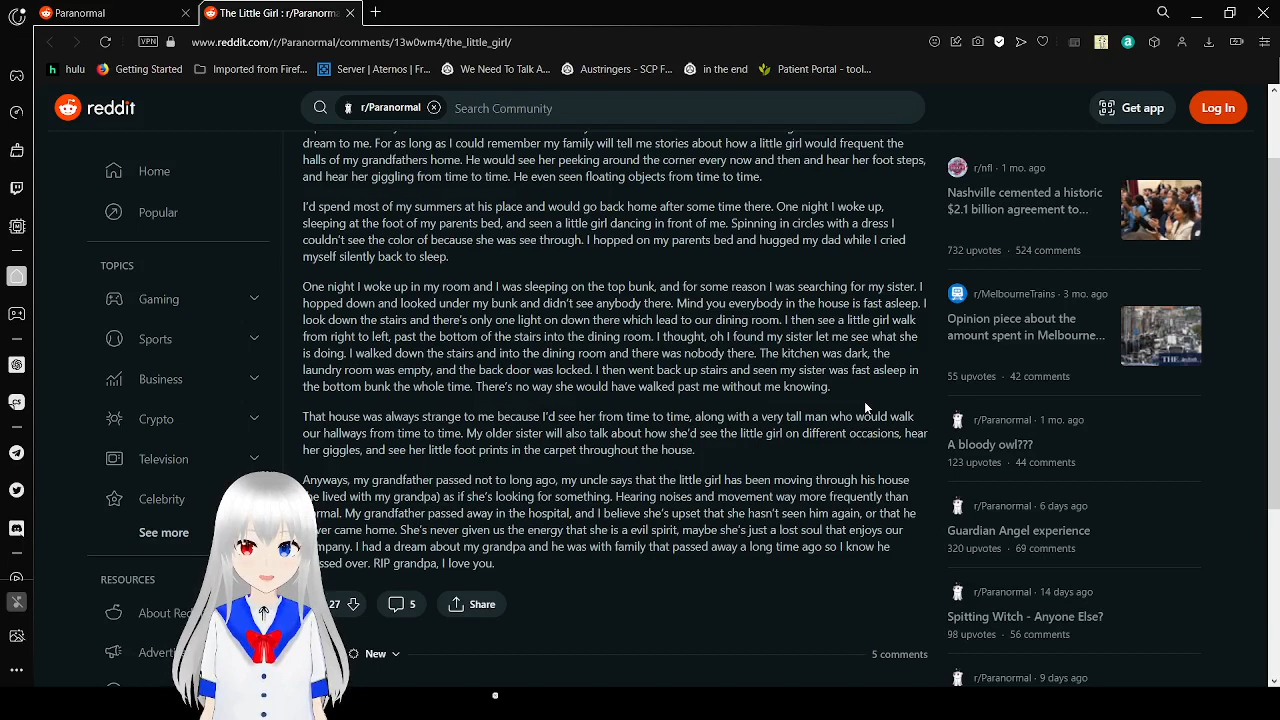 Paranormal
The Little Girl : r/Paranorma
VPN
www.reddit.com/r/Paranormal/comments/13w0wn4/the_little_girl/
hulu
Getting Started
Imported from Firef...
Server | Aternos | Fr...
We Need To Talk A...
Austringers - SCP F...
in the end
Patient Portal - tool...
reddit
r/Paranormal
Search Community
Get app
Log In
Home
Popular
TOPICS
Gaming
Sports
Business
Crypto
Television
Celebrity
See more
RESOURCES
About Red
Adverti
dream to me. For as long as I could remember my family will tell me stories about how a little girl would frequent the
halls of my grandfathers home. He would see her peeking around the corner every now and then and hear her foot steps,
and hear her giggling from time to time. He even seen floating objects from time to time.
I'd spend most of my summers at his place and would go back home after some time there. One night I woke up,
sleeping at the foot of my parents bed, and seen a little girl dancing in front of me. Spinning in circles with a dress I
couldn't see the color of because she was see through. I hopped on my parents bed and hugged my dad while I cried
myself silently back to sleep.
One night I woke up in my room and I was sleeping on the top bunk, and for some reason I was searching for my sister. I
hopped down and looked under my bunk and didn't see anybody there. Mind you everybody in the house is fast asleep. I
look down the stairs and there's only one light on down there which lead to our dining room. I then see a little girl walk
from right to left, past the bottom of the stairs into the dining room. I thought, oh I found my sister let me see what she
is doing. I walked down the stairs and into the dining room and there was nobody there. The kitchen was dark, the
laundry room was empty, and the back door was locked. I then went back up stairs and seen my sister was fast asleep in
the bottom bunk the whole time. There's no way she would have walked past me without me knowing.
That house was always strange to me because I'd see her from time to time, along with a very tall man who would walk
our hallways from time to time. My older sister will also talk about how she'd see the little girl on different occasions, hear
her giggles, and see her little foot prints in the carpet throughout the house.
Anyways, my grandfather passed not to long ago, my uncle says that the little girl has been moving through his house
he lived with my grandpa) as if she's looking for something. Hearing noises and movement way more frequently than
rmal. My grandfather passed away in the hospital, and I believe she's upset that she hasn't seen him again, or that he
ver came home. She's never given us the energy that she is a evil spirit, maybe she's just a lost soul that enjoys our
mpany. I had a dream about my grandpa and he was with family that passed away a long time ago so I know he
ssed over. RIP grandpa, I love you.
27
5
Share
New
5 comments
r/nfl · 1 mo. ago
Nashville cemented a historic
$2.1 billion agreement to...
732 upvotes · 524 comments
r/MelbourneTrains · 3 mo. ago
Opinion piece about the
amount spent in Melbourne...
THE
55 upvotes · 42 comments
r/Paranormal · 1 mo. ago
A bloody owl???
123 upvotes · 44 comments
r/Paranormal · 6 days ago
Guardian Angel experience
320 upvotes · 69 comments
r/Paranormal · 14 days ago
Spitting Witch - Anyone Else?
98 upvotes · 56 comments
r/Paranormal · 9 days ago